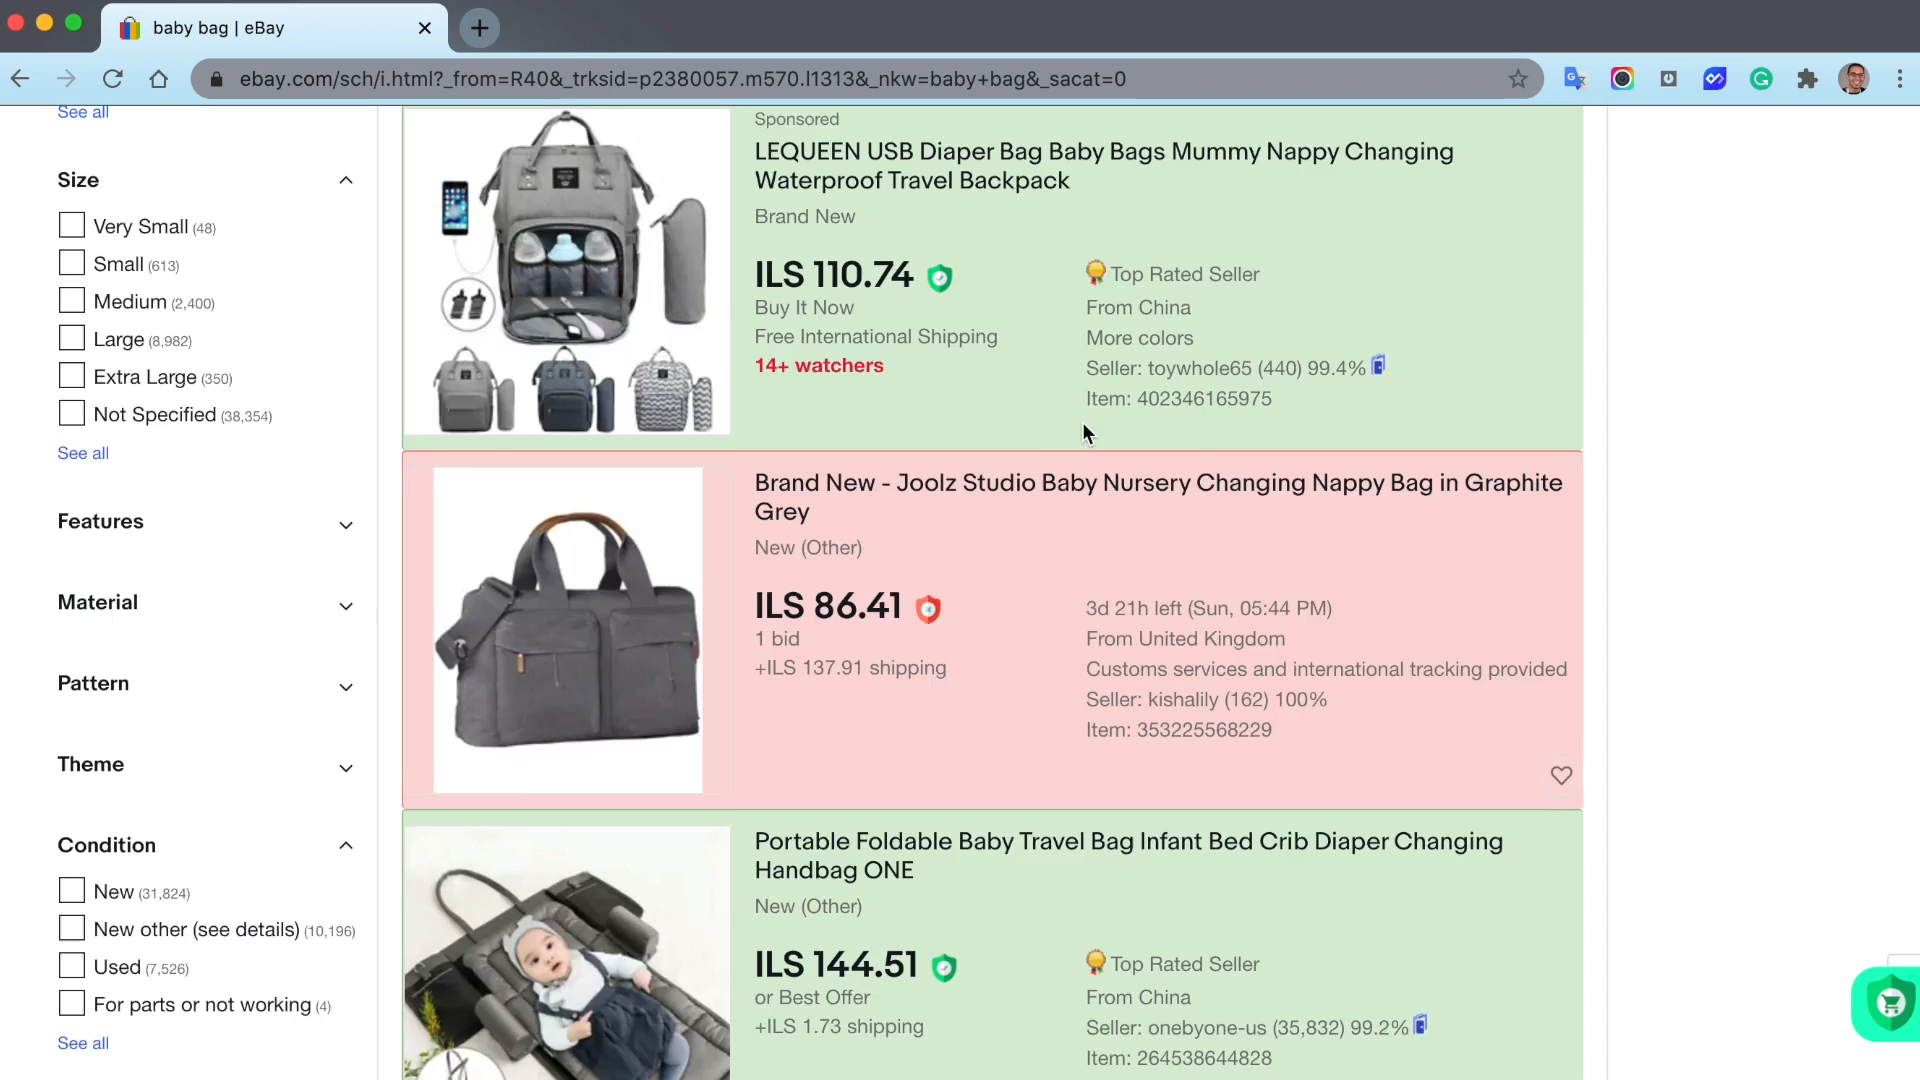 baby bag | eBay
ebay.com/sch/i.html?_from=R40&_trksid=p2380057.m570.l1313&_nkw=baby+bag&_sacat=0
See all
Size
Very Small (48)
Small (613)
Medium (2,400)
Large (8,982)
Extra Large (350)
Not Specified (38,354)
See all
Features
Material
Pattern
Theme
Condition
New (31,824)
New other (see details) (10,196)
Used (7,526)
For parts or not working (4)
See all
Sponsored
LEQUEEN USB Diaper Bag Baby Bags Mummy Nappy Changing
Waterproof Travel Backpack
Brand New
ILS 110.74
Buy It Now
Free International Shipping
14+ watchers
Top Rated Seller
From China
More colors
Seller: toywhole65 (440) 99.4%
Item: 402346165975
Brand New - Joolz Studio Baby Nursery Changing Nappy Bag in Graphite
Grey
New (Other)
ILS 86.41
1 bid
+ILS 137.91 shipping
3d 21h left (Sun, 05:44 PM)
From United Kingdom
Customs services and international tracking provided
Seller: kishalily (162) 100%
Item: 353225568229
Portable Foldable Baby Travel Bag Infant Bed Crib Diaper Changing
Handbag ONE
New (Other)
ILS 144.51
or Best Offer
+ILS 1.73 shipping
Top Rated Seller
From China
Seller: onebyone-us (35,832) 99.2%
Item: 264538644828